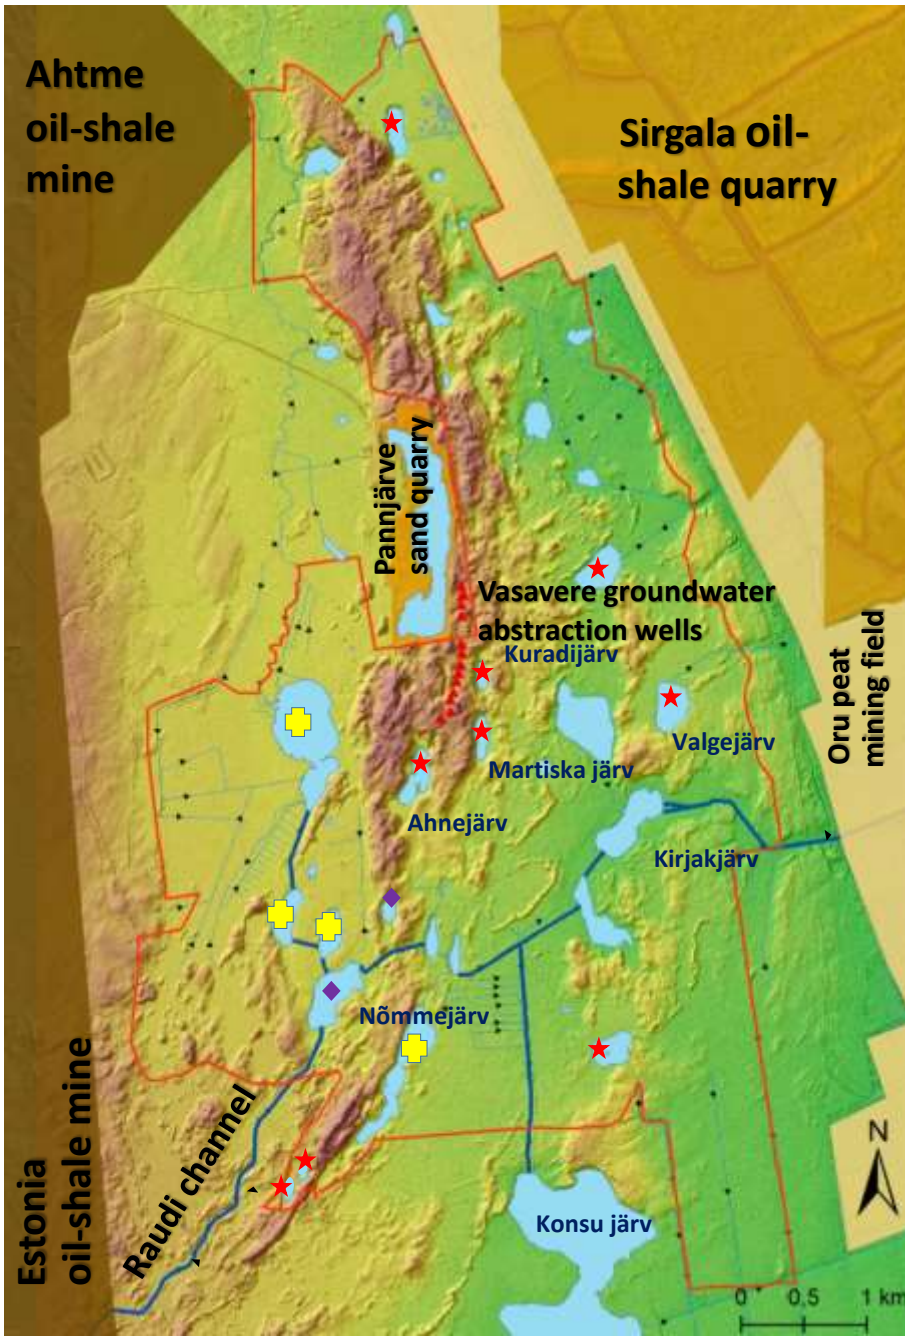 Ahtme
oil-shale
mine
Sirgala oil-
shale quarry
Pannjärve
sand quarry
Vasavere groundwater
abstraction wells
Kuradijärv
Oru peat
mining field
Valgejärv
Martiska järv
Ahnejärv
Kirjakjärv
Nõmmejärv
Estonia
oil-shale mine
Raudi channel
N
Konsu järv
0 0,5 1 km